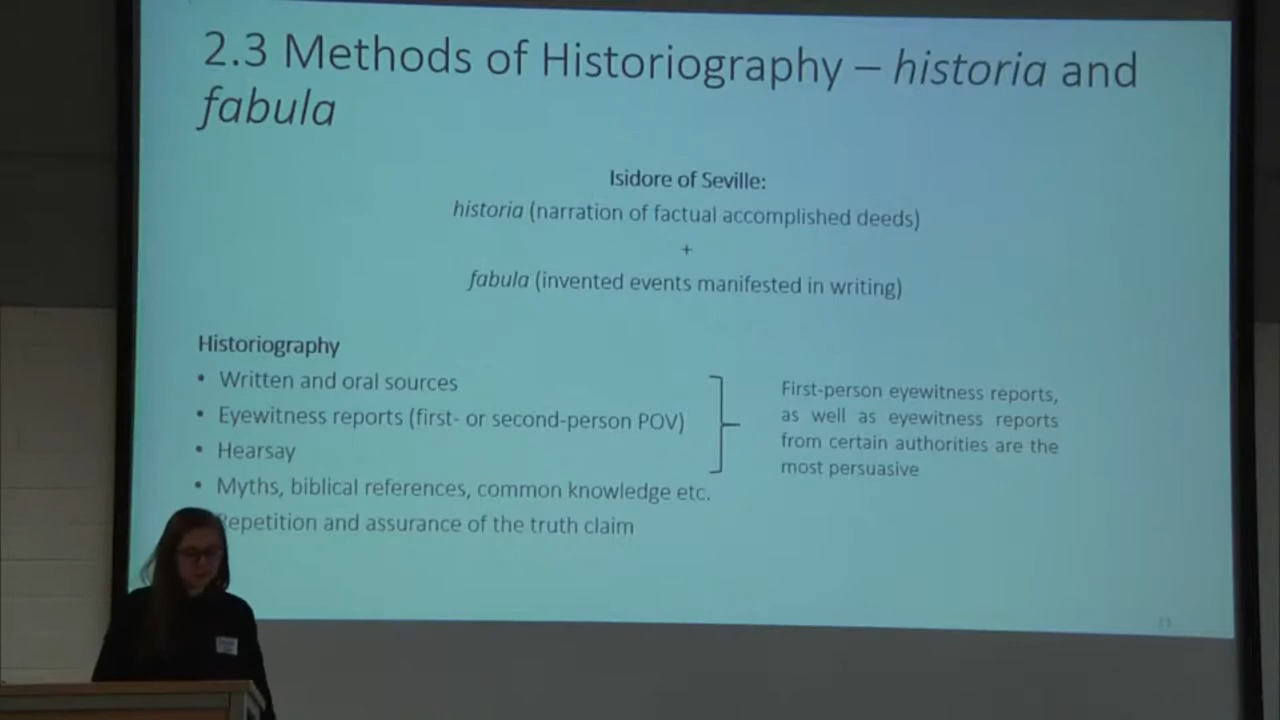 2.3 Methods of Historiography – historia and
fabula
Isidore of Seville:
historia (narration of factual accomplished deeds)
+
fabula (invented events manifested in writing)
Historiography
• Written and oral sources
• Eyewitness reports (first- or second-person POV)
• Hearsay
• Myths, biblical references, common knowledge etc.
Repetition and assurance of the truth claim
First-person eyewitness reports,
as well as eyewitness reports
from certain authorities are the
most persuasive